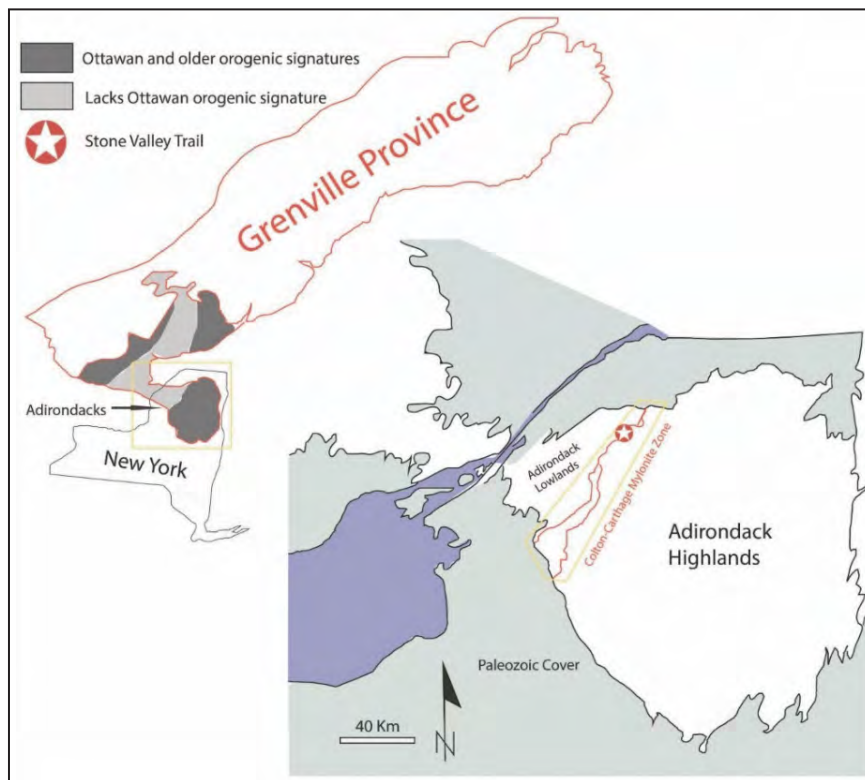 Ottawan and older orogenic signatures
Lacks Ottawan orogenic signature
Stone Valley Trail
Grenville Province
Adirondacks
New York
Adirondack
Lowlands
Colton-Carthage Mylonite Zone
Adirondack
Highlands
Paleozoic Cover
40 Km
N